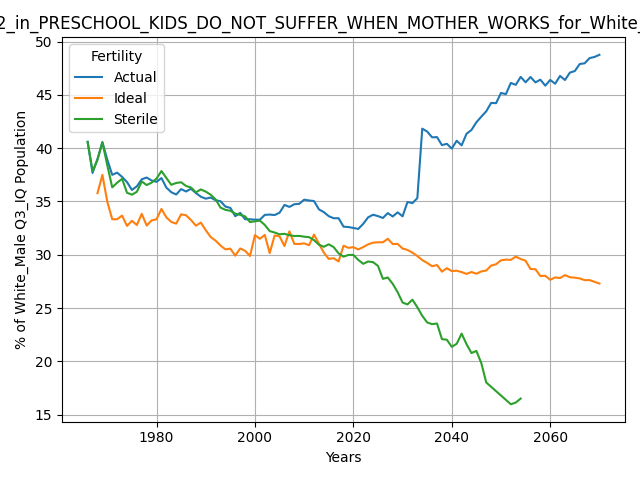 2_in_PRESCHOOL_KIDS_DO_NOT_SUFFER_WHEN_MOTHER_WORKS_for_White_
Fertility
Actual
Ideal
Sterile
% of White_Male Q3_IQ Population
50
45
40
35
30
25
20
15
1980
2000
2020
2040
2060
Years